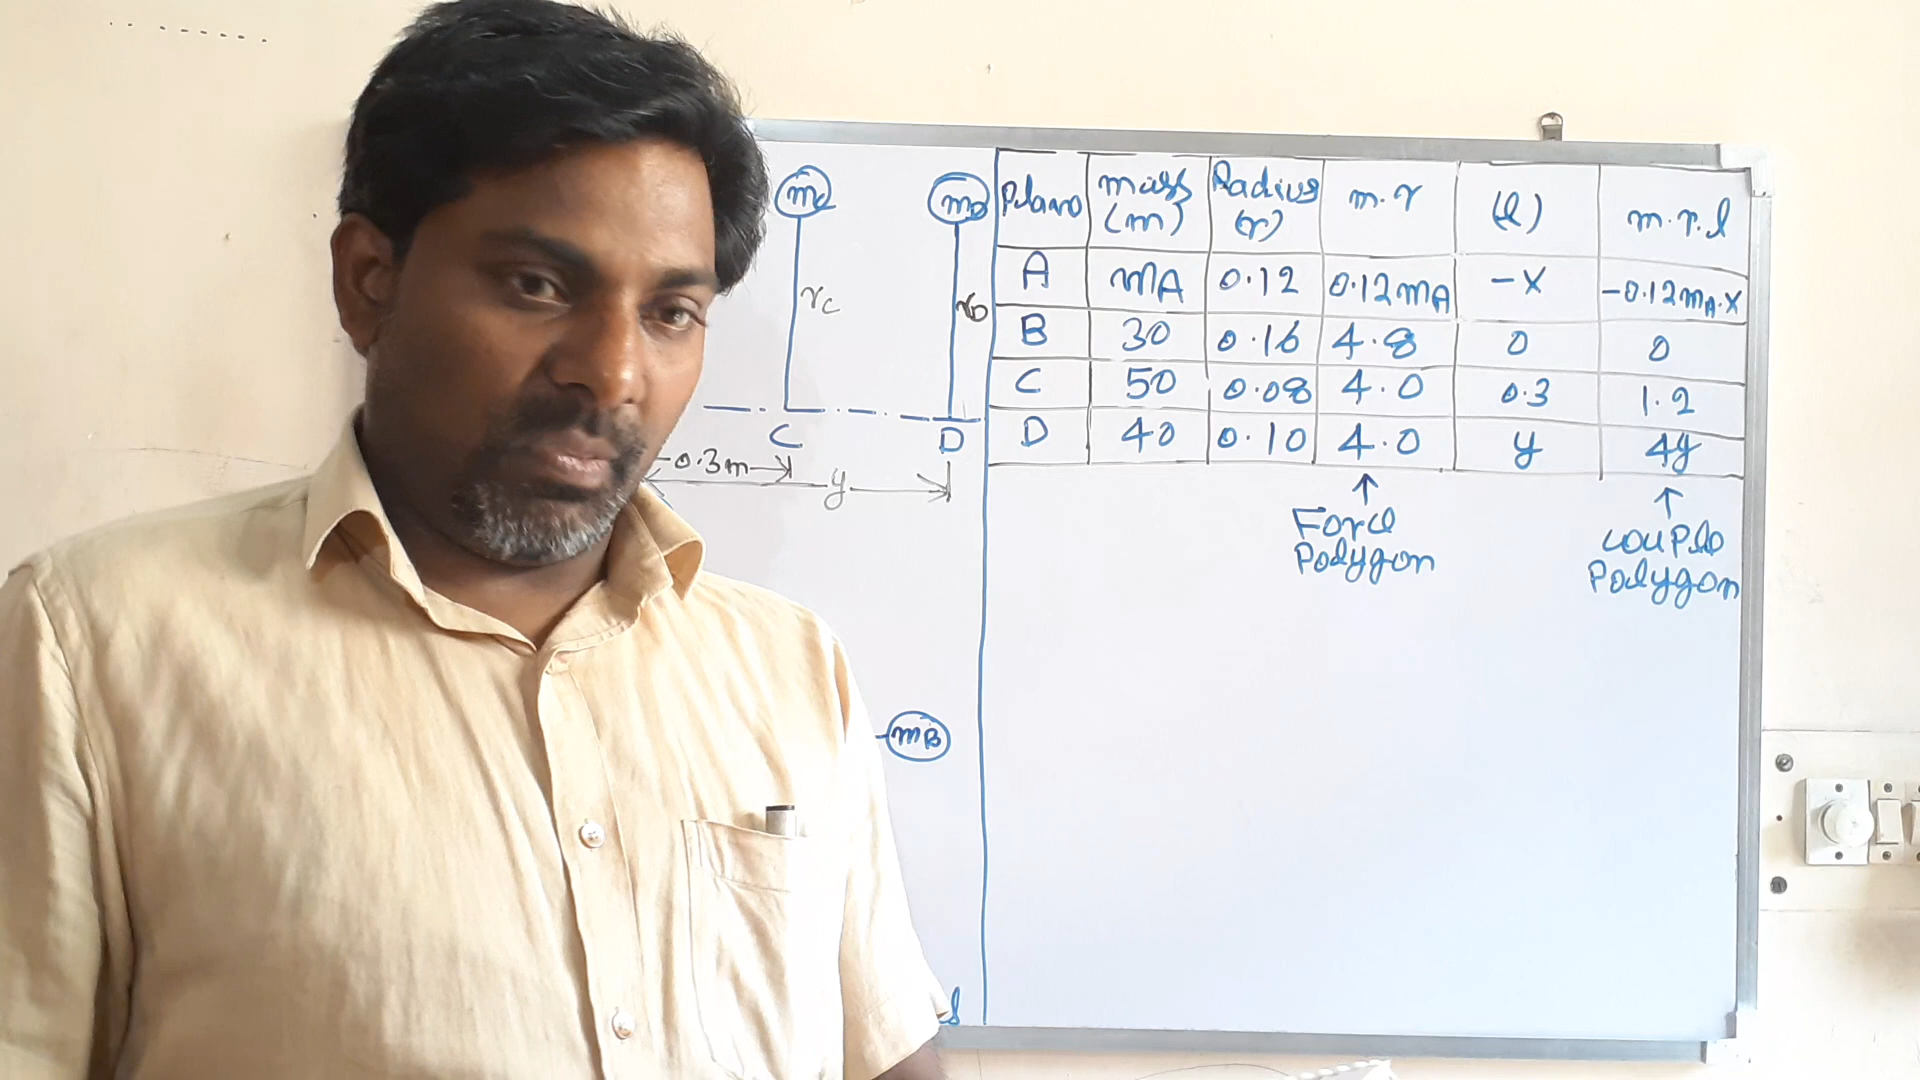 mc
mD
rc
rD
C
D
0.3m
y
mB
Plane mass (m) Radius (r) m.r (l) m.r.l
A mA 0.12 0.12mA -x -0.12mA.x
B 30 0.16 4.8 0 0
C 50 0.08 4.0 0.3 1.2
D 40 0.10 4.0 y 4y
↑ ↑
Force
Polygon
couple
Polygon